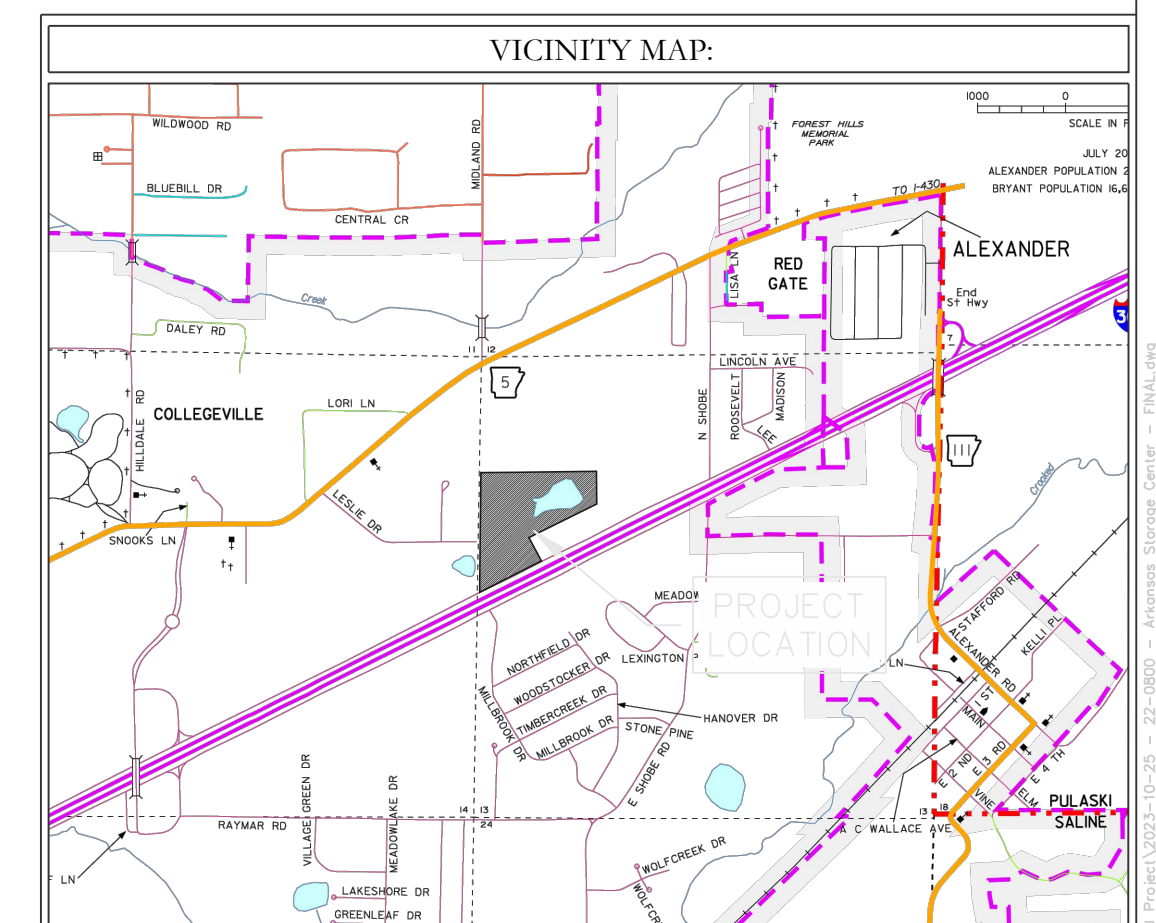 VICINITY MAP:
WILDWOOD RD
BLUEBILL DR
CENTRAL CR
MIDLAND RD
FOREST HILLS
MEMORIAL
PARK
1000 0
SCALE IN F
JULY 20
ALEXANDER POPULATION 2
BRYANT POPULATION 16,6
TO I-430
ALEXANDER
RED
GATE
LISA LN
End
St Hwy
3
7
Creek
DALEY RD
11 12
5
LINCOLN AVE
COLLEGEVILLE
LORI LN
HILLDALE RD
N SHOBE
ROOSEVELT
MADISON
LEE
111
Crooked
LESLIE DR
SNOOKS LN
PROJECT
LOCATION
MEADOW
LEXINGTON P
NORTHFIELD DR
WOODSTOCKER DR
TIMBERCREEK DR
MILLBROOK DR
MILLBROOK DR
HANOVER DR
STONE PINE
E SHOBE RD
STAFFORD RD
ALEXANDER RD
KELLI PL
LN
I ST
MAIN
E 2 ND
E 3 RD
E 4 TH
VINE
ELM
PULASKI
SALINE
13 18
A C WALLACE AVE
14 13
24
RAYMAR RD
VILLAGE GREEN DR
MEADOWLAKE DR
F LN
LAKESHORE DR
GREENLEAF DR
WOLFCREEK DR
WOLFCR
l Project\2023-10-25 - 22-0800 - Arkansas Storage Center - FINAL.dwg